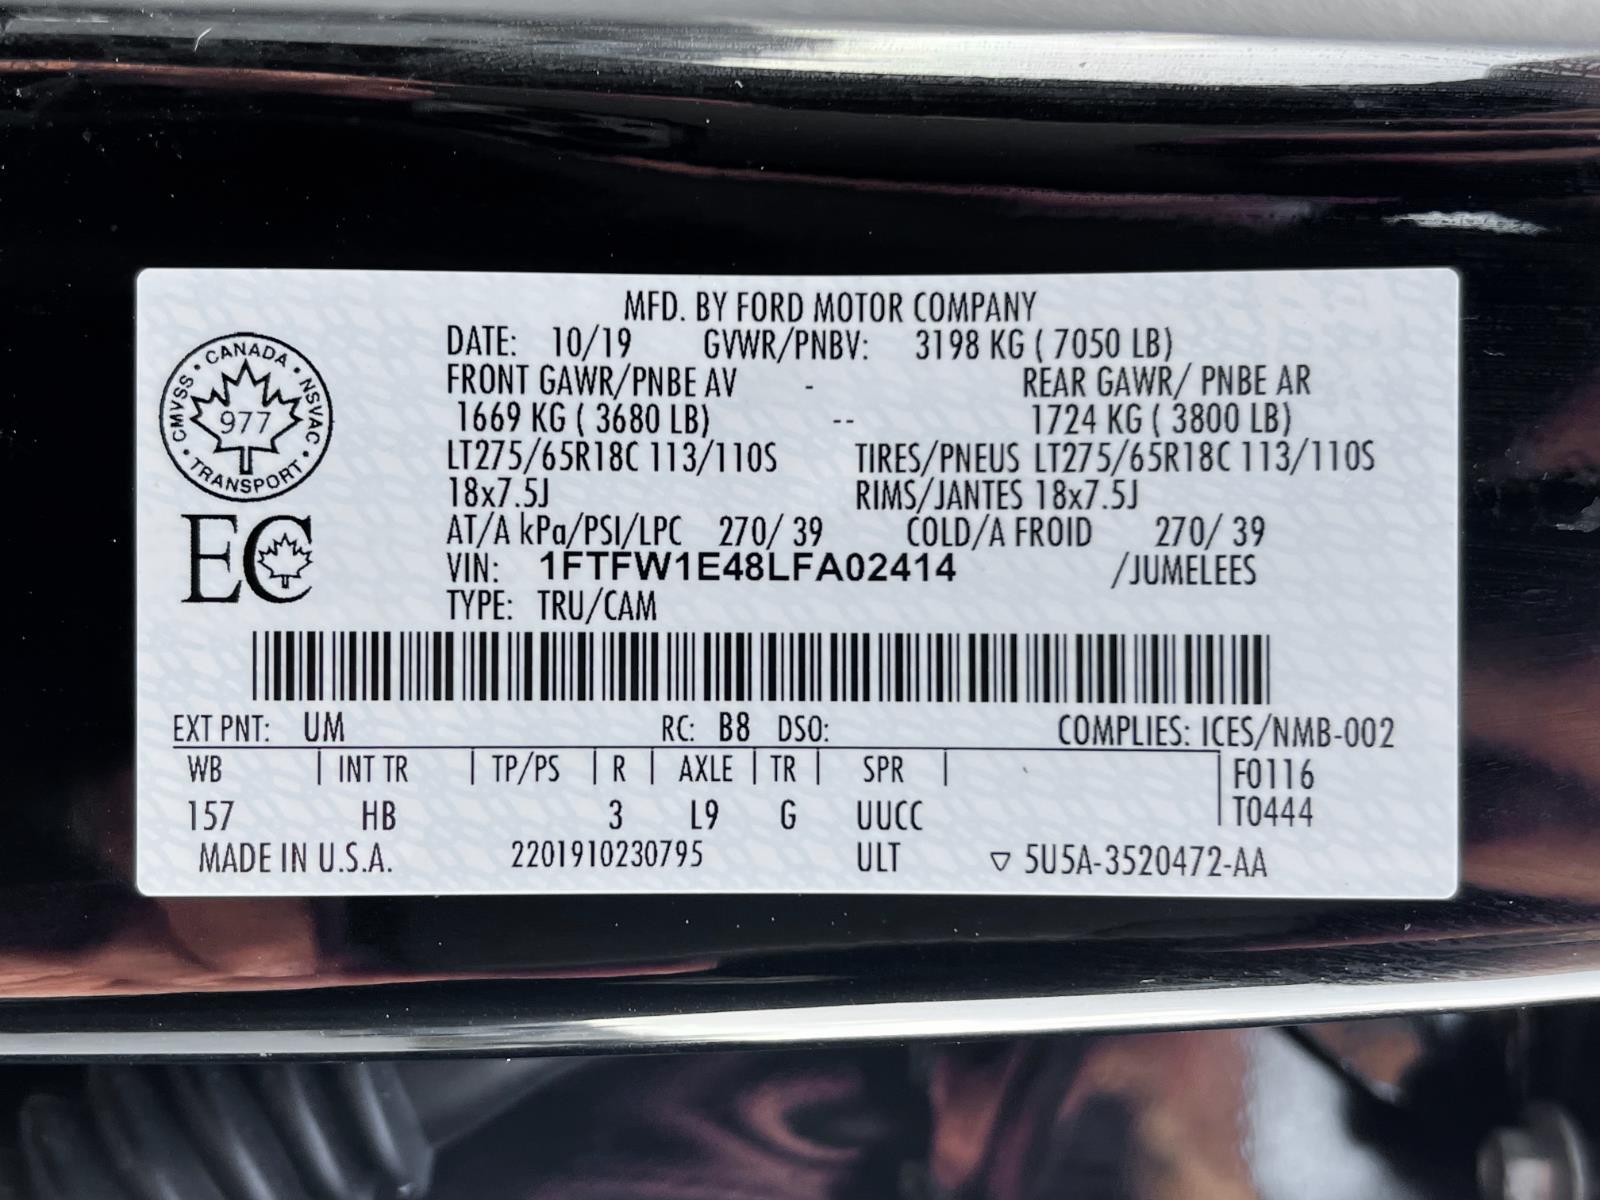 MFD. BY FORD MOTOR COMPANY
DATE: 10/19 GVWR/PNBV: 3198 KG ( 7050 LB)
FRONT GAWR/PNBE AV - REAR GAWR/ PNBE AR
1669 KG ( 3680 LB) -- 1724 KG ( 3800 LB)
LT275/65R18C 113/110S TIRES/PNEUS LT275/65R18C 113/110S
18x7.5J RIMS/JANTES 18x7.5J
AT/A kPa/PSI/LPC 270/ 39 COLD/A FROID 270/ 39
VIN: 1FTFW1E48LFA02414 /JUMELEES
TYPE: TRU/CAM
CANADA
CMVSS · NSVAC
977
TRANSPORT
EC
EXT PNT: UM RC: B8 DSO: COMPLIES: ICES/NMB-002
WB | INT TR | TP/PS | R | AXLE | TR | SPR | F0116
157 HB 3 L9 G UUCC T0444
MADE IN U.S.A. 2201910230795 ULT ▽ 5U5A-3520472-AA